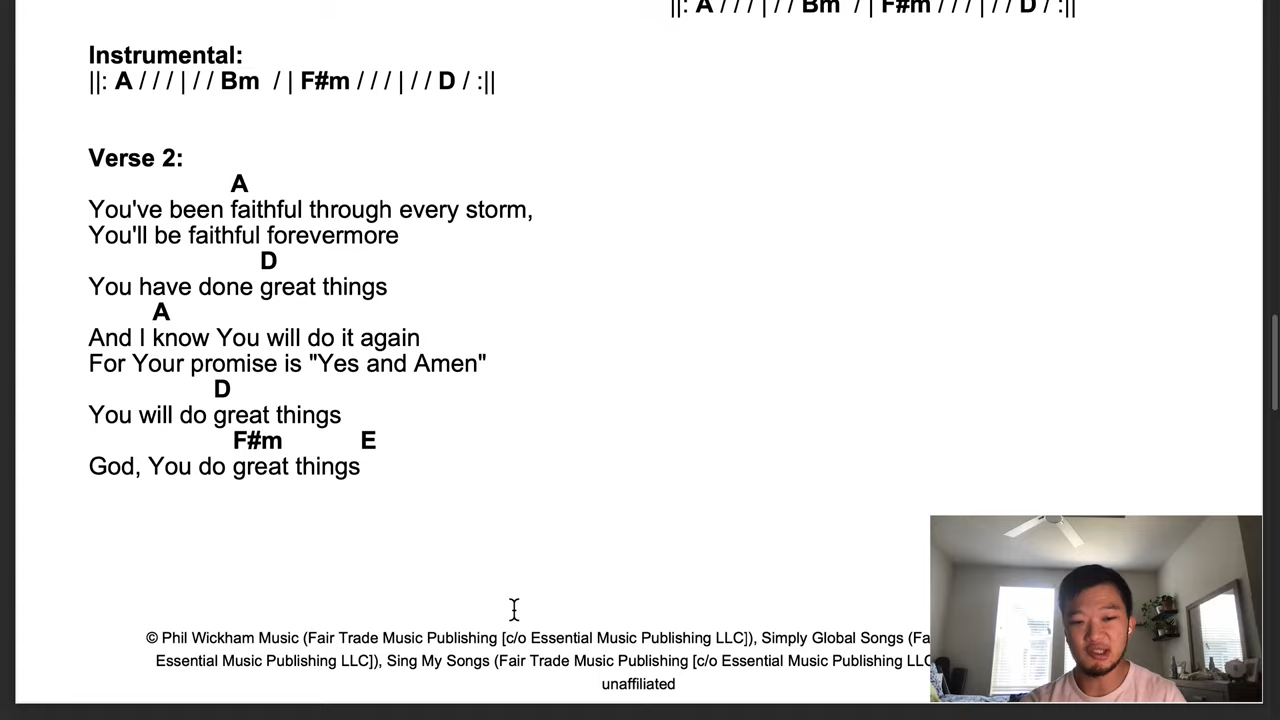 ||: A / / / | / / Bm / | F#m / / / | / / D / :||
Instrumental:
||: A / / / | / / Bm / | F#m / / / | / / D / :||
Verse 2:
A
You've been faithful through every storm,
You'll be faithful forevermore
D
You have done great things
A
And I know You will do it again
For Your promise is "Yes and Amen"
D
You will do great things
F#m E
God, You do great things
© Phil Wickham Music (Fair Trade Music Publishing [c/o Essential Music Publishing LLC]), Simply Global Songs (Fa
Essential Music Publishing LLC]), Sing My Songs (Fair Trade Music Publishing [c/o Essential Music Publishing LLC
unaffiliated